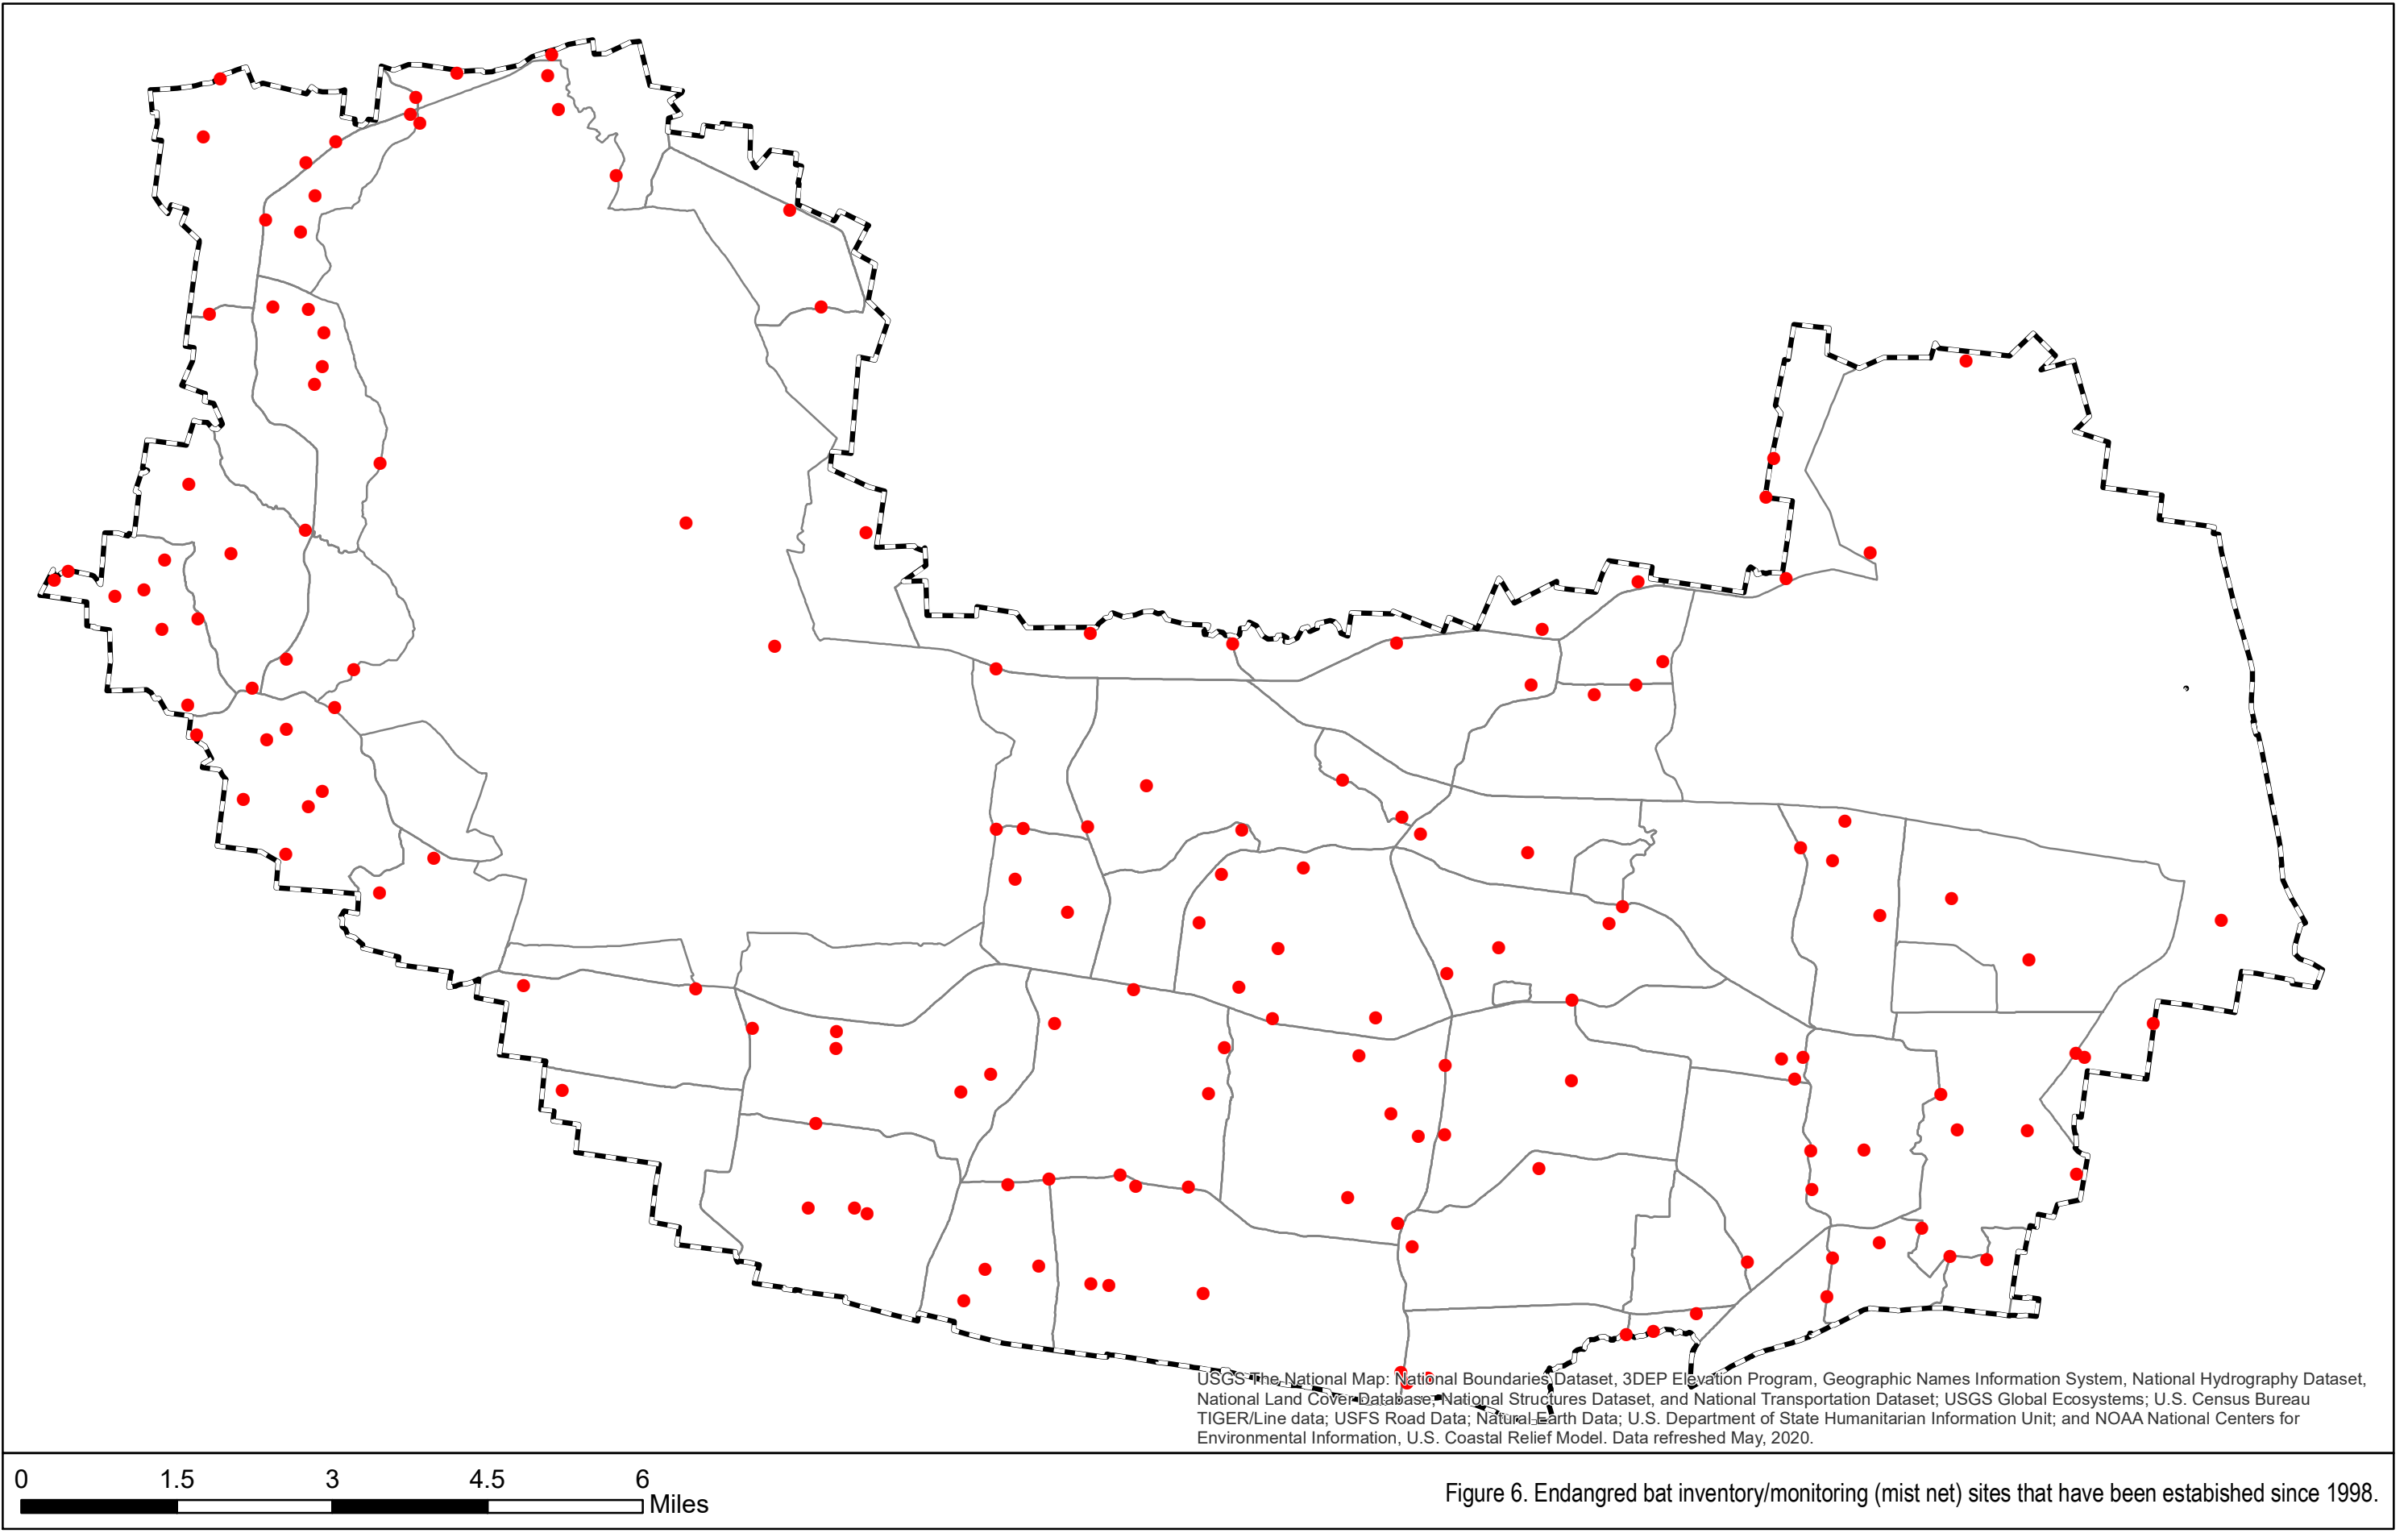 USGS The National Map: National Boundaries Dataset, 3DEP Elevation Program, Geographic Names Information System, National Hydrography Dataset,
National Land Cover Database, National Structures Dataset, and National Transportation Dataset; USGS Global Ecosystems; U.S. Census Bureau
TIGER/Line data; USFS Road Data; Natural Earth Data; U.S. Department of State Humanitarian Information Unit; and NOAA National Centers for
Environmental Information, U.S. Coastal Relief Model. Data refreshed May, 2020.
0 1.5 3 4.5 6
Miles
Figure 6. Endangred bat inventory/monitoring (mist net) sites that have been estabished since 1998.